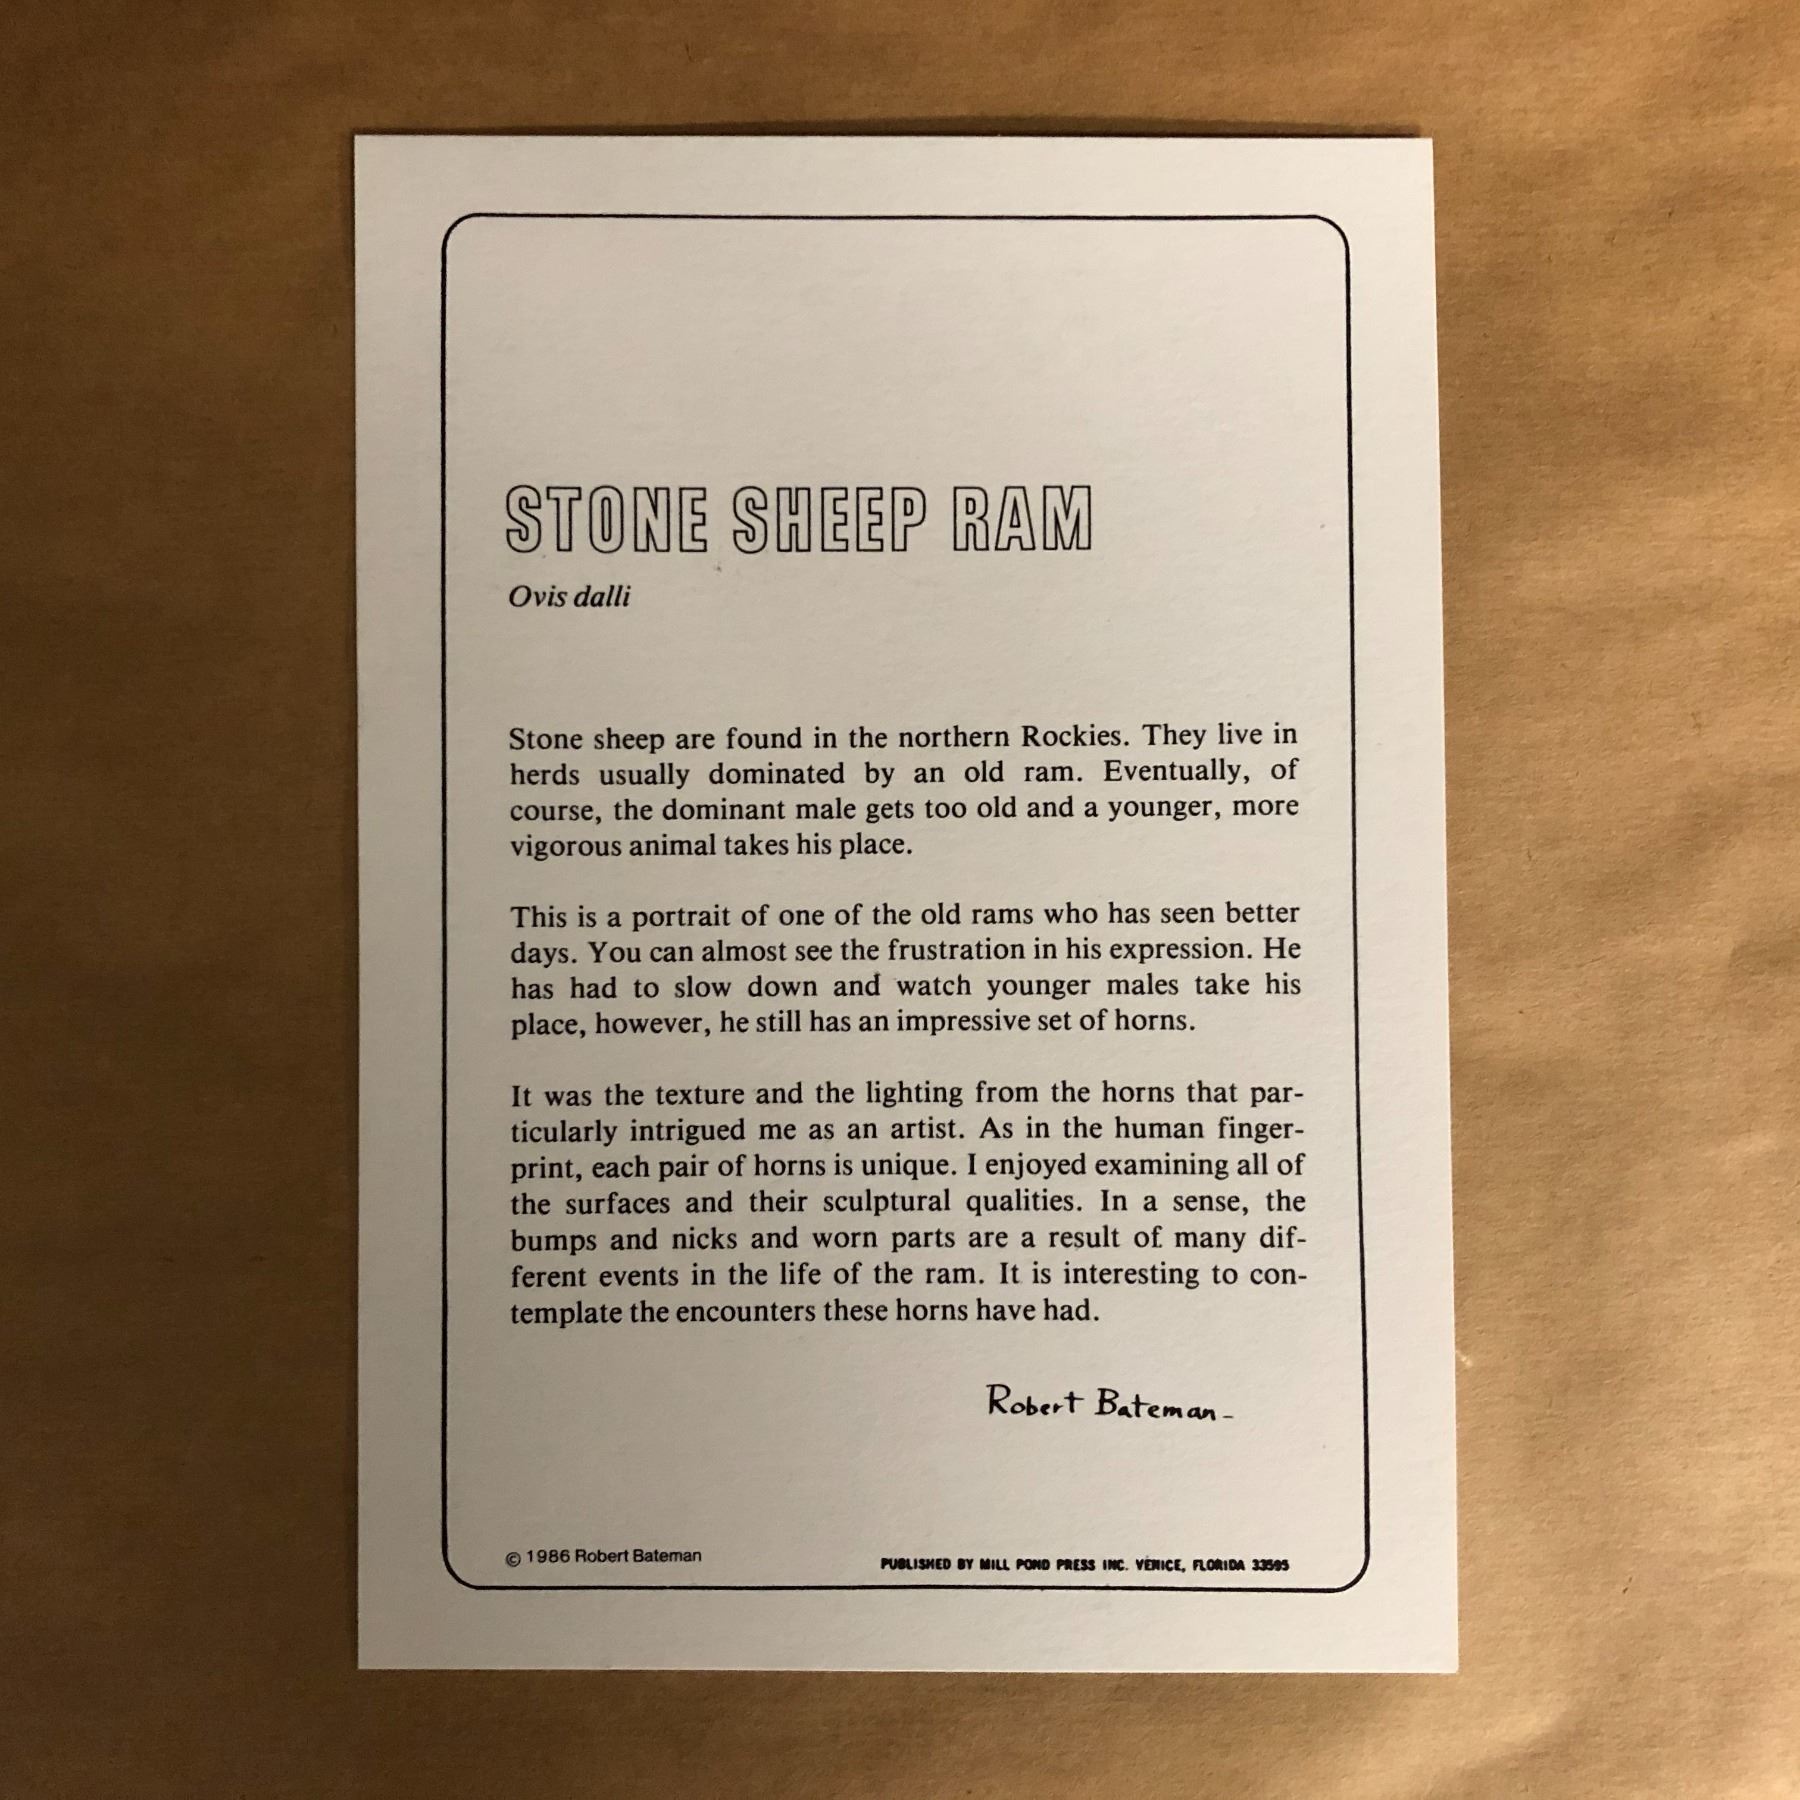 STONE SHEEP RAM
Ovis dalli
Stone sheep are found in the northern Rockies. They live in
herds usually dominated by an old ram. Eventually, of
course, the dominant male gets too old and a younger, more
vigorous animal takes his place.
This is a portrait of one of the old rams who has seen better
days. You can almost see the frustration in his expression. He
has had to slow down and watch younger males take his
place, however, he still has an impressive set of horns.
It was the texture and the lighting from the horns that par-
ticularly intrigued me as an artist. As in the human finger-
print, each pair of horns is unique. I enjoyed examining all of
the surfaces and their sculptural qualities. In a sense, the
bumps and nicks and worn parts are a result of many dif-
ferent events in the life of the ram. It is interesting to con-
template the encounters these horns have had.
Robert Bateman-
© 1986 Robert Bateman
PUBLISHED BY MILL POND PRESS INC. VENICE, FLORIDA 33595